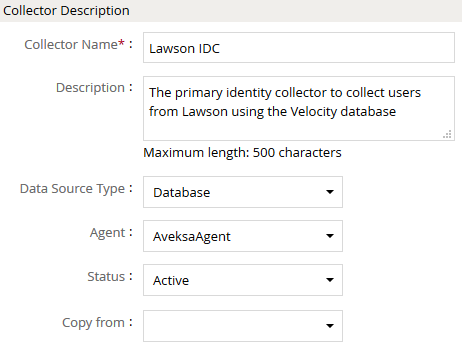 Collector Description
Collector Name* : Lawson IDC
Description : The primary identity collector to collect users
from Lawson using the Velocity database
Maximum length: 500 characters
Data Source Type : Database
Agent : AveksaAgent
Status : Active
Copy from :